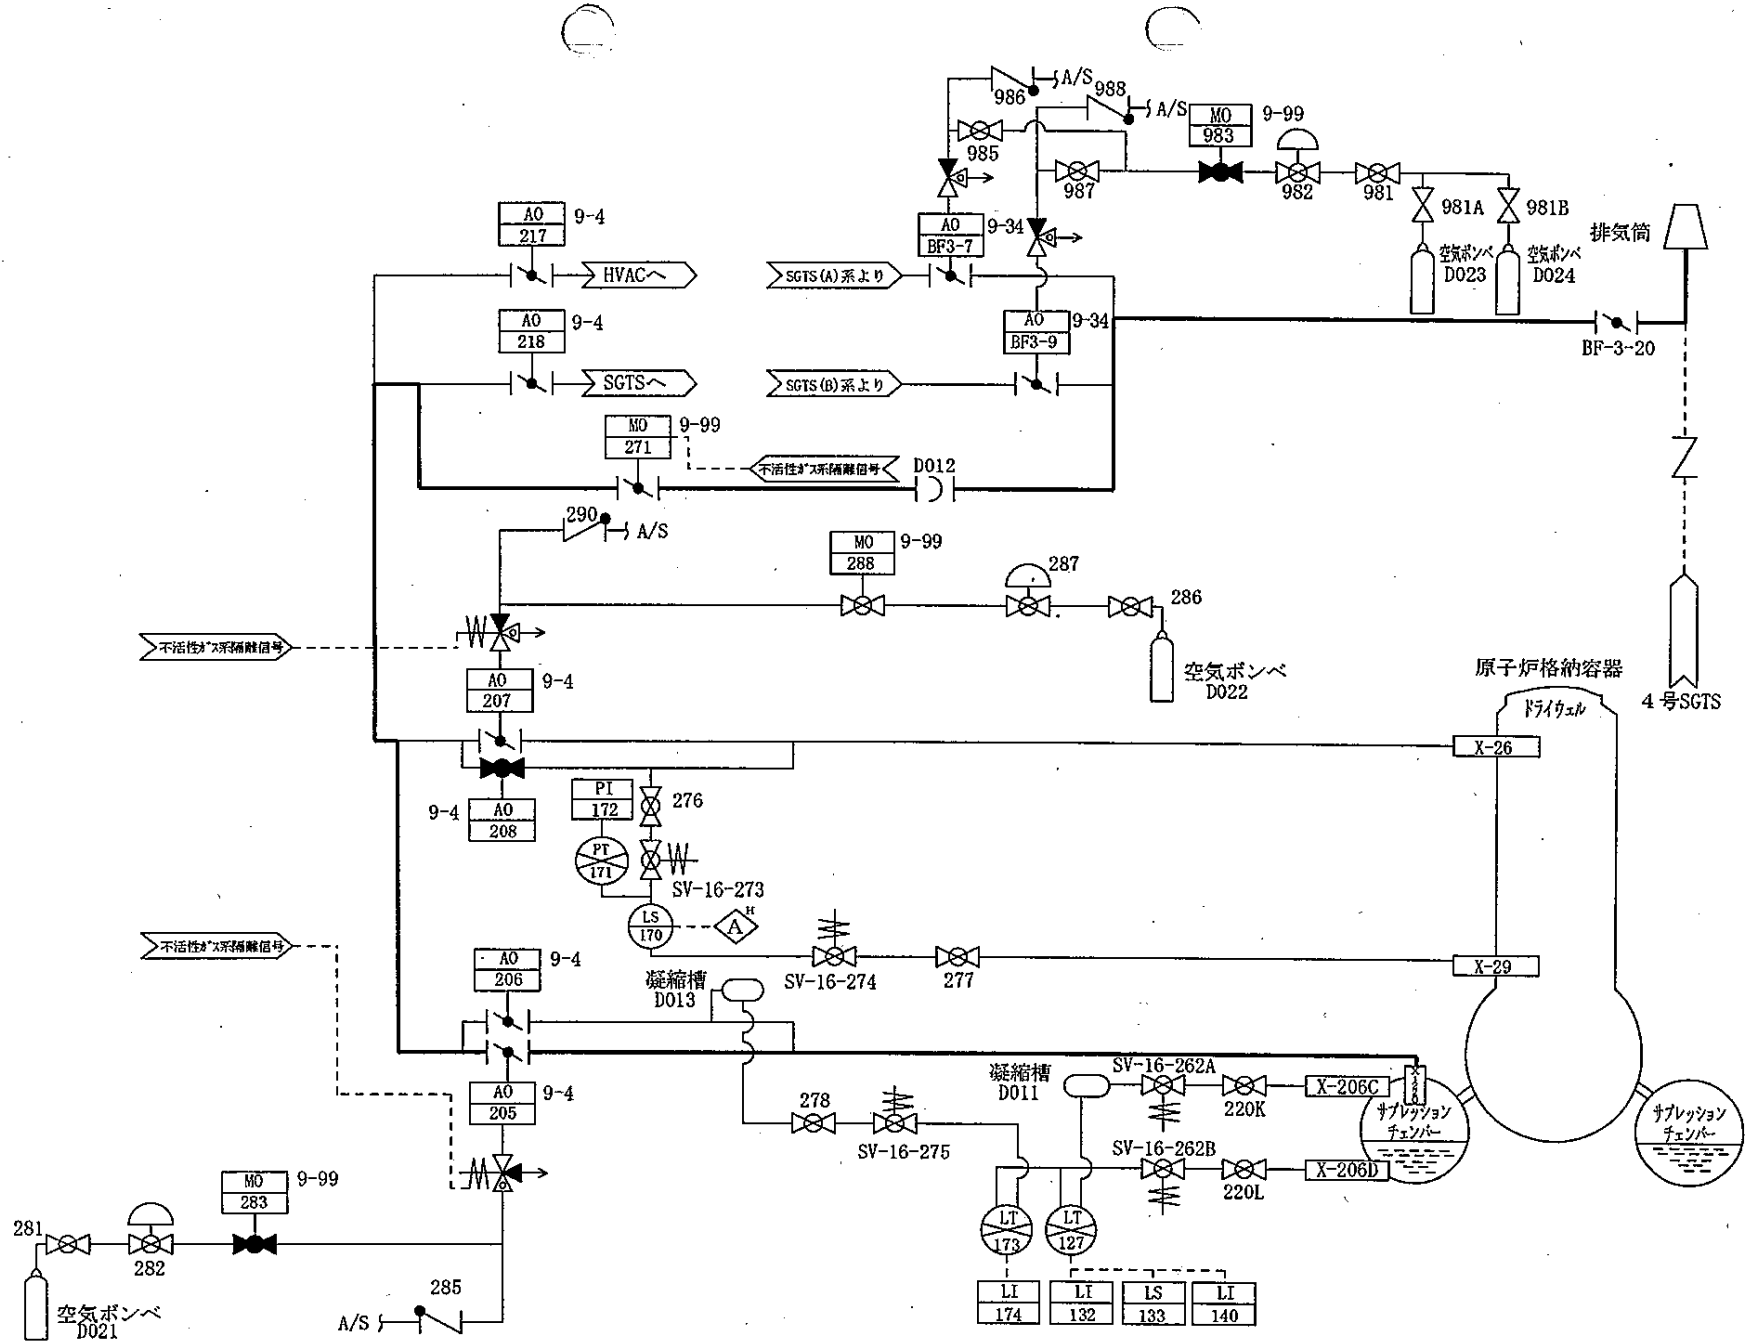 986
A/S
988
A/S
MO
983
9-99
985
987
982
981
981A
981B
空気ボンベ
D023
空気ボンベ
D024
排気筒
AO
217
9-4
HVACへ
AO
BF3-7
9-34
SGTS(A)系より
AO
218
9-4
SGTSへ
AO
BF3-9
9-34
SGTS(B)系より
BF-3-20
MO
271
9-99
不活性ガス系隔離信号
D012
290
A/S
MO
288
9-99
287
286
空気ボンベ
D022
不活性ガス系隔離信号
AO
207
9-4
原子炉格納容器
ドライウェル
4号SGTS
X-26
9-4
AO
208
PI
172
276
PT
171
SV-16-273
LS
170
A
H
不活性ガス系隔離信号
AO
206
9-4
凝縮槽
D013
SV-16-274
277
X-29
AO
205
9-4
278
SV-16-275
凝縮槽
D011
SV-16-262A
220K
X-206C
サプレッション
チェンバー
サプレッション
チェンバー
SV-16-262B
220L
X-206D
MO
283
9-99
281
282
空気ボンベ
D021
285
A/S
LT
173
LT
127
LI
174
LI
132
LS
133
LI
140